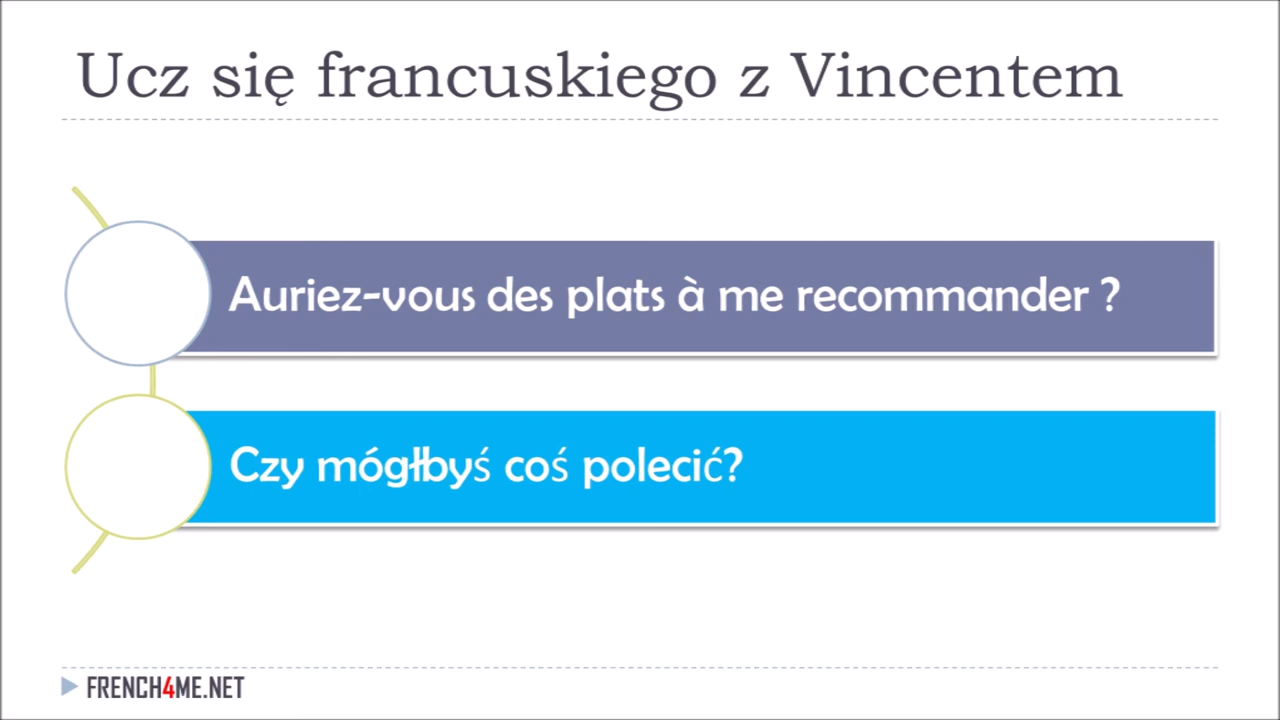 Ucz się francuskiego z Vincentem
Auriez-vous des plats à me recommander ?
Czy mógłbyś coś polecić?
FRENCH4ME.NET